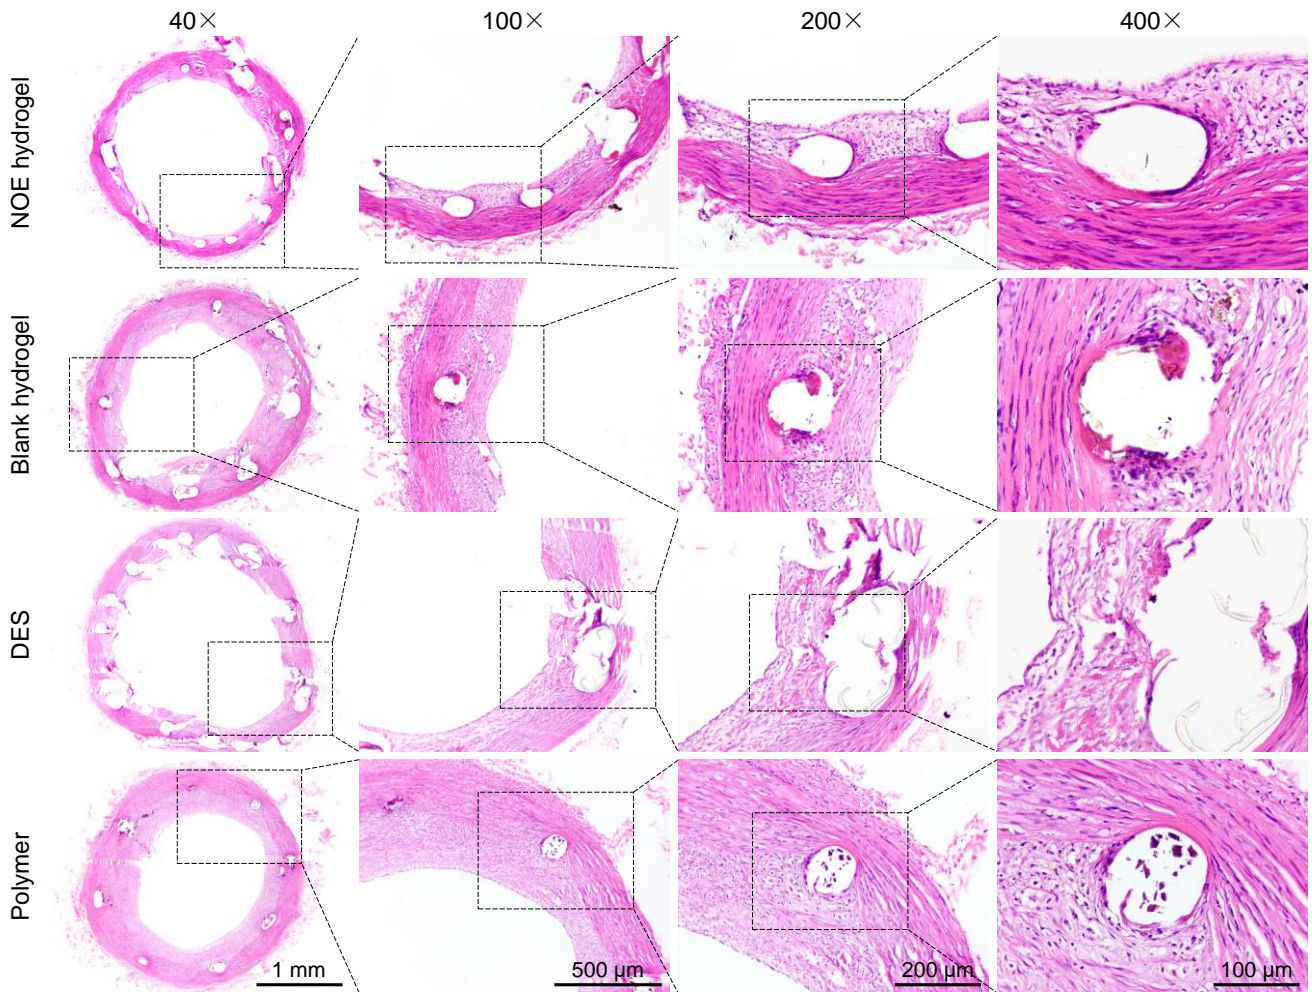 40× 100× 200× 400×
NOE hydrogel
Blank hydrogel
DES
Polymer
1 mm 500 μm 200 μm 100 μm